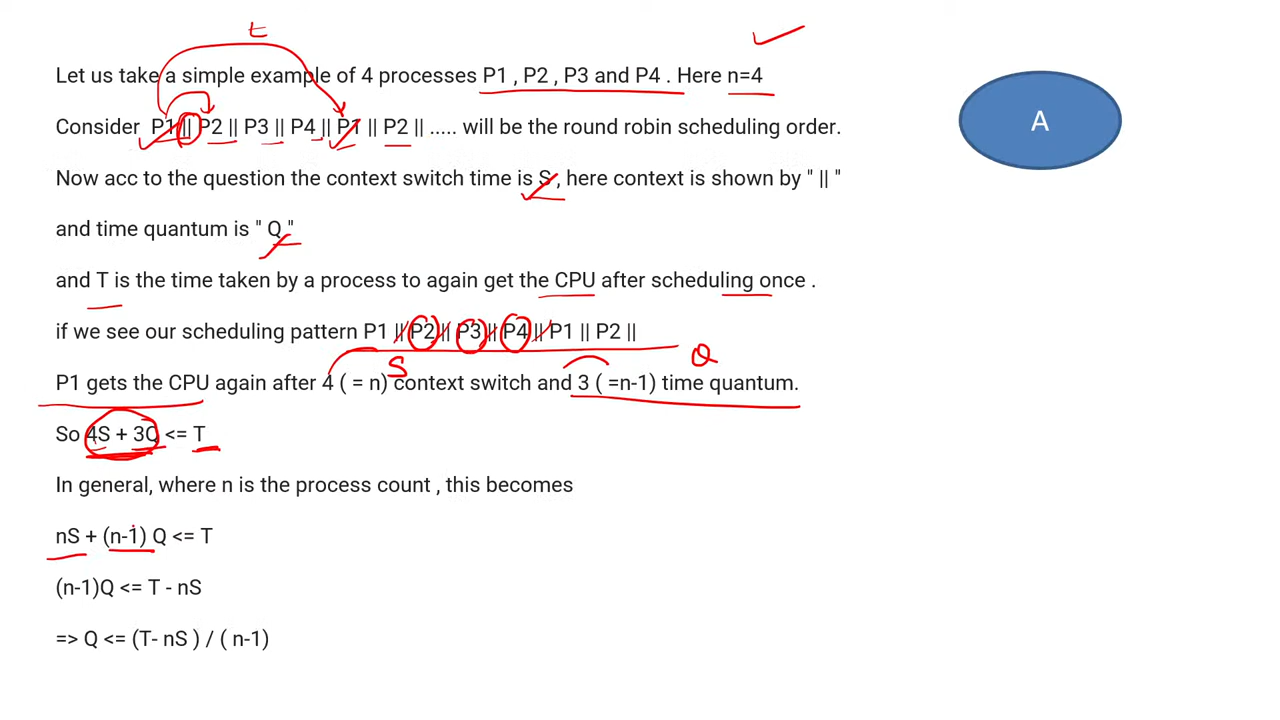 t
Let us take a simple example of 4 processes P1 , P2 , P3 and P4 . Here n=4
A
Consider P1 || P2 || P3 || P4 || P1 || P2 || ..... will be the round robin scheduling order.
Now acc to the question the context switch time is S , here context is shown by " || "
and time quantum is " Q "
and T is the time taken by a process to again get the CPU after scheduling once .
if we see our scheduling pattern P1 || P2 || P3 || P4 || P1 || P2 ||
S Q
P1 gets the CPU again after 4 ( = n) context switch and 3 ( =n-1) time quantum.
So 4S + 3Q <= T
In general, where n is the process count , this becomes
nS + (n-1) Q <= T
(n-1)Q <= T - nS
=> Q <= (T- nS ) / ( n-1)